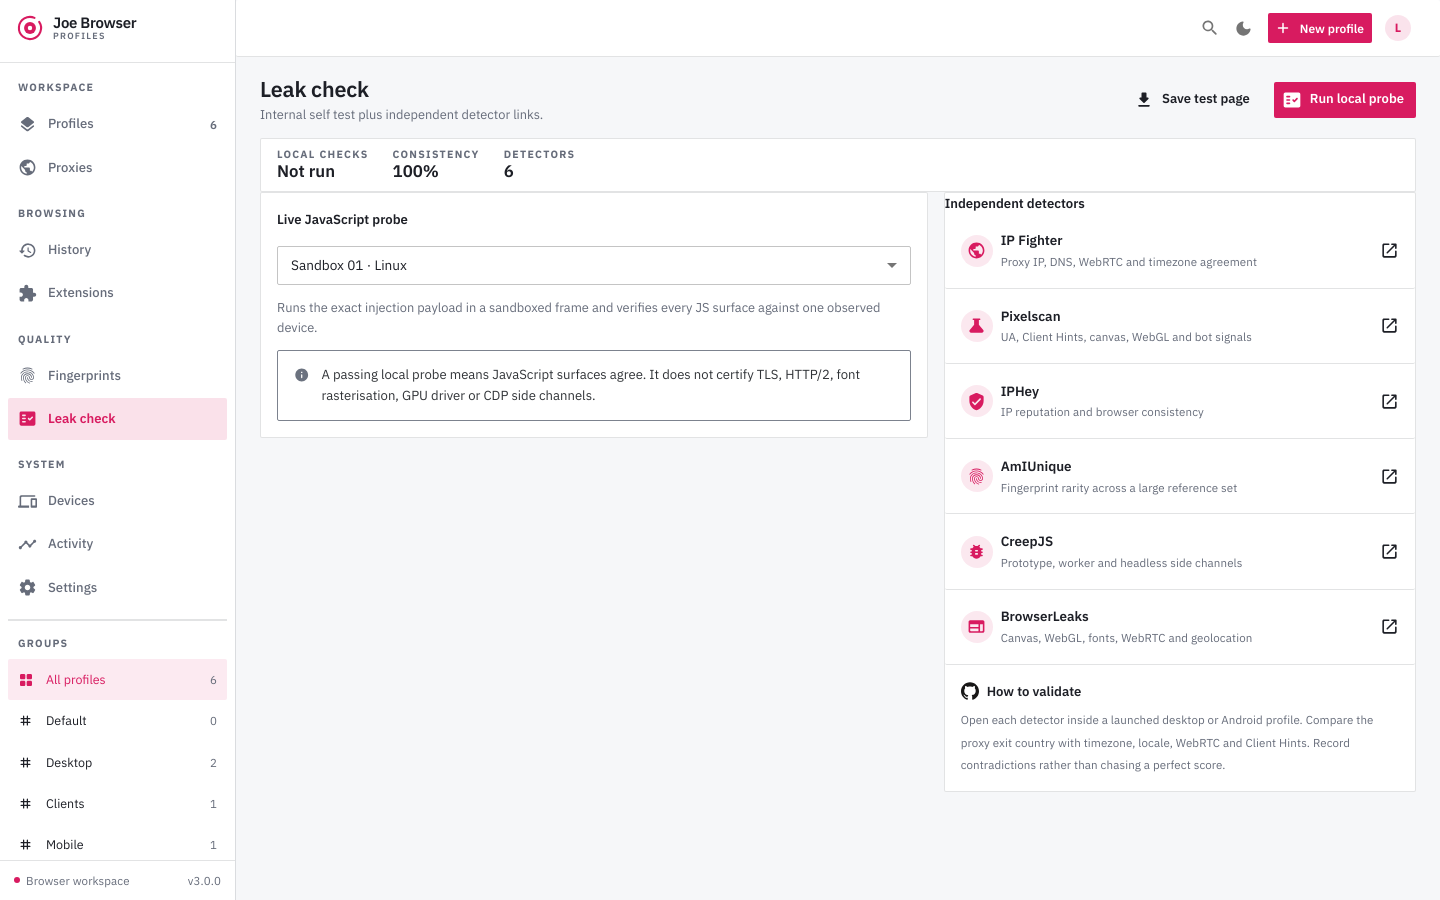 Joe Browser
PROFILES
New profile
L
WORKSPACE
Profiles 6
Proxies
BROWSING
History
Extensions
QUALITY
Fingerprints
Leak check
SYSTEM
Devices
Activity
Settings
GROUPS
All profiles 6
Default 0
Desktop 2
Clients 1
Mobile 1
Browser workspace v3.0.0
Leak check
Internal self test plus independent detector links.
Save test page
Run local probe
LOCAL CHECKS CONSISTENCY DETECTORS
Not run 100% 6
Live JavaScript probe
Sandbox 01 · Linux
Runs the exact injection payload in a sandboxed frame and verifies every JS surface against one observed
device.
A passing local probe means JavaScript surfaces agree. It does not certify TLS, HTTP/2, font
rasterisation, GPU driver or CDP side channels.
Independent detectors
IP Fighter
Proxy IP, DNS, WebRTC and timezone agreement
Pixelscan
UA, Client Hints, canvas, WebGL and bot signals
IPHey
IP reputation and browser consistency
AmIUnique
Fingerprint rarity across a large reference set
CreepJS
Prototype, worker and headless side channels
BrowserLeaks
Canvas, WebGL, fonts, WebRTC and geolocation
How to validate
Open each detector inside a launched desktop or Android profile. Compare the
proxy exit country with timezone, locale, WebRTC and Client Hints. Record
contradictions rather than chasing a perfect score.